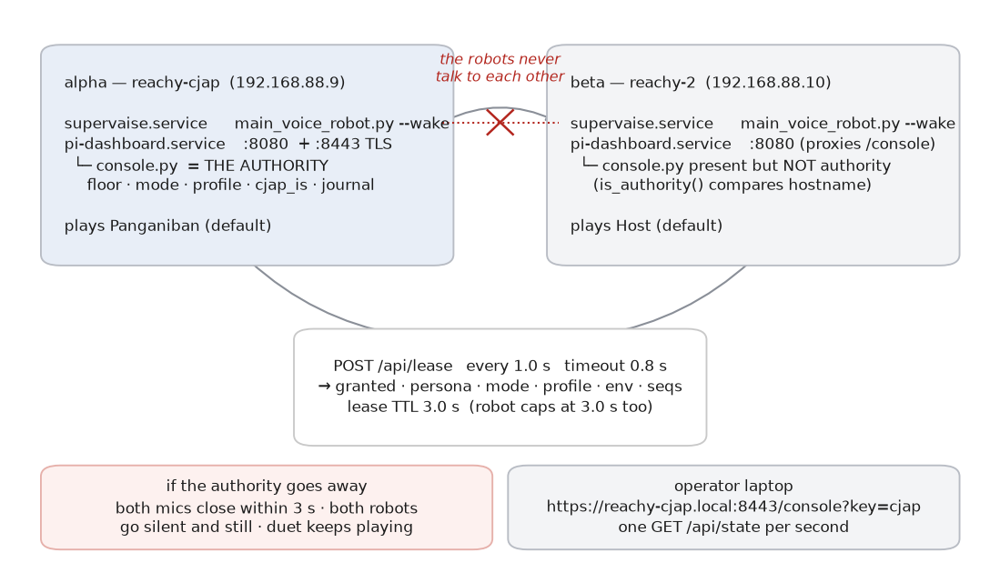 the robots never
talk to each other
alpha — reachy-cjap  (192.168.88.9)
supervaise.service      main_voice_robot.py --wake
pi-dashboard.service    :8080  + :8443 TLS
└─ console.py  = THE AUTHORITY
floor · mode · profile · cjap_is · journal
plays Panganiban (default)
beta — reachy-2  (192.168.88.10)
supervaise.service      main_voice_robot.py --wake
pi-dashboard.service    :8080 (proxies /console)
└─ console.py present but NOT authority
(is_authority() compares hostname)
plays Host (default)
POST /api/lease   every 1.0 s   timeout 0.8 s
→ granted · persona · mode · profile · env · seqs
lease TTL 3.0 s  (robot caps at 3.0 s too)
if the authority goes away
both mics close within 3 s · both robots
go silent and still · duet keeps playing
operator laptop
https://reachy-cjap.local:8443/console?key=cjap
one GET /api/state per second